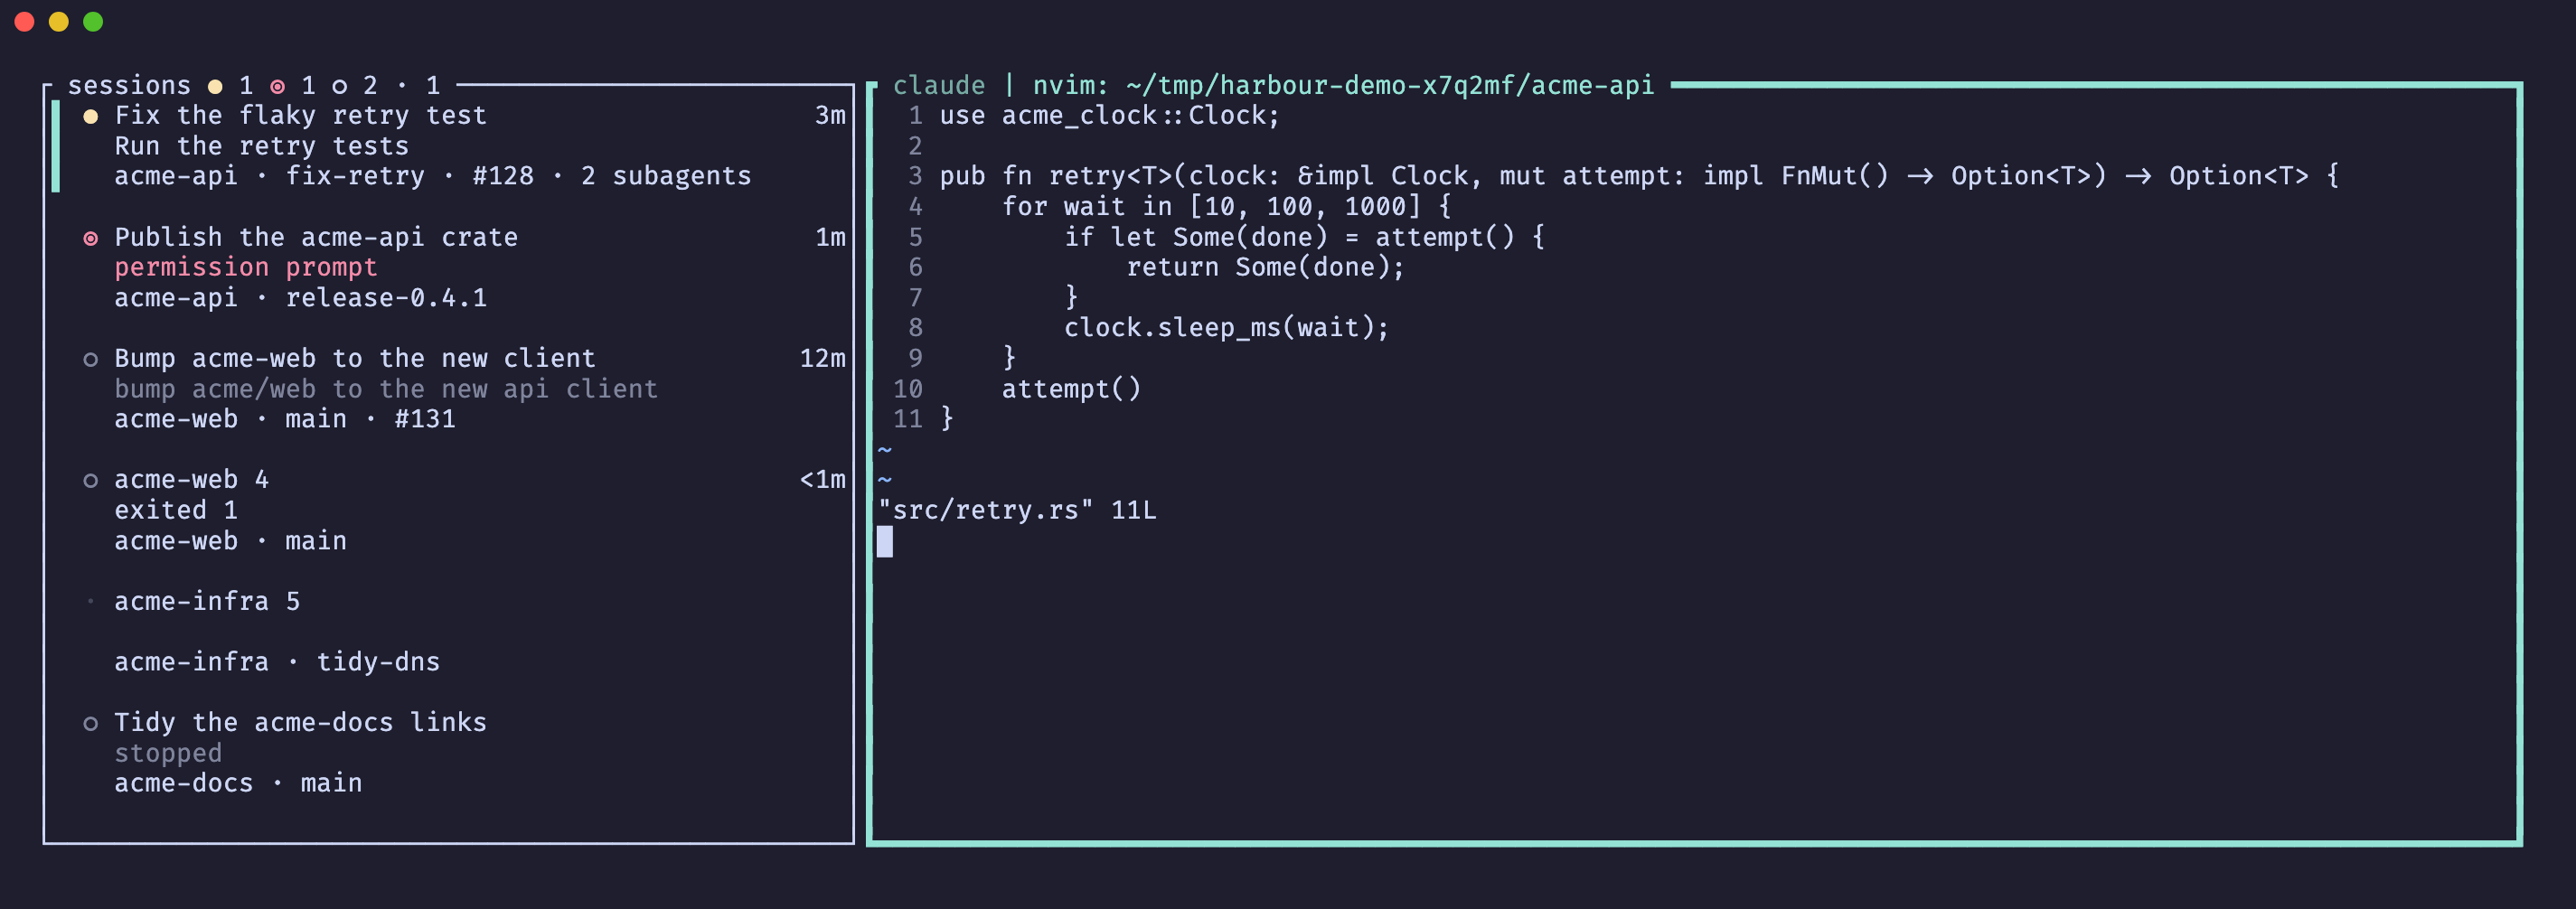 sessions ● 1 ◉ 1 ○ 2 · 1
● Fix the flaky retry test 3m
Run the retry tests
acme-api · fix-retry · #128 · 2 subagents
◉ Publish the acme-api crate 1m
permission prompt
acme-api · release-0.4.1
○ Bump acme-web to the new client 12m
bump acme/web to the new api client
acme-web · main · #131
○ acme-web 4 <1m
exited 1
acme-web · main
· acme-infra 5
acme-infra · tidy-dns
○ Tidy the acme-docs links
stopped
acme-docs · main
claude | nvim: ~/tmp/harbour-demo-x7q2mf/acme-api
1 use acme_clock::Clock;
2
3 pub fn retry<T>(clock: &impl Clock, mut attempt: impl FnMut() -> Option<T>) -> Option<T> {
4     for wait in [10, 100, 1000] {
5         if let Some(done) = attempt() {
6             return Some(done);
7         }
8         clock.sleep_ms(wait);
9     }
10     attempt()
11 }
~
~
"src/retry.rs" 11L